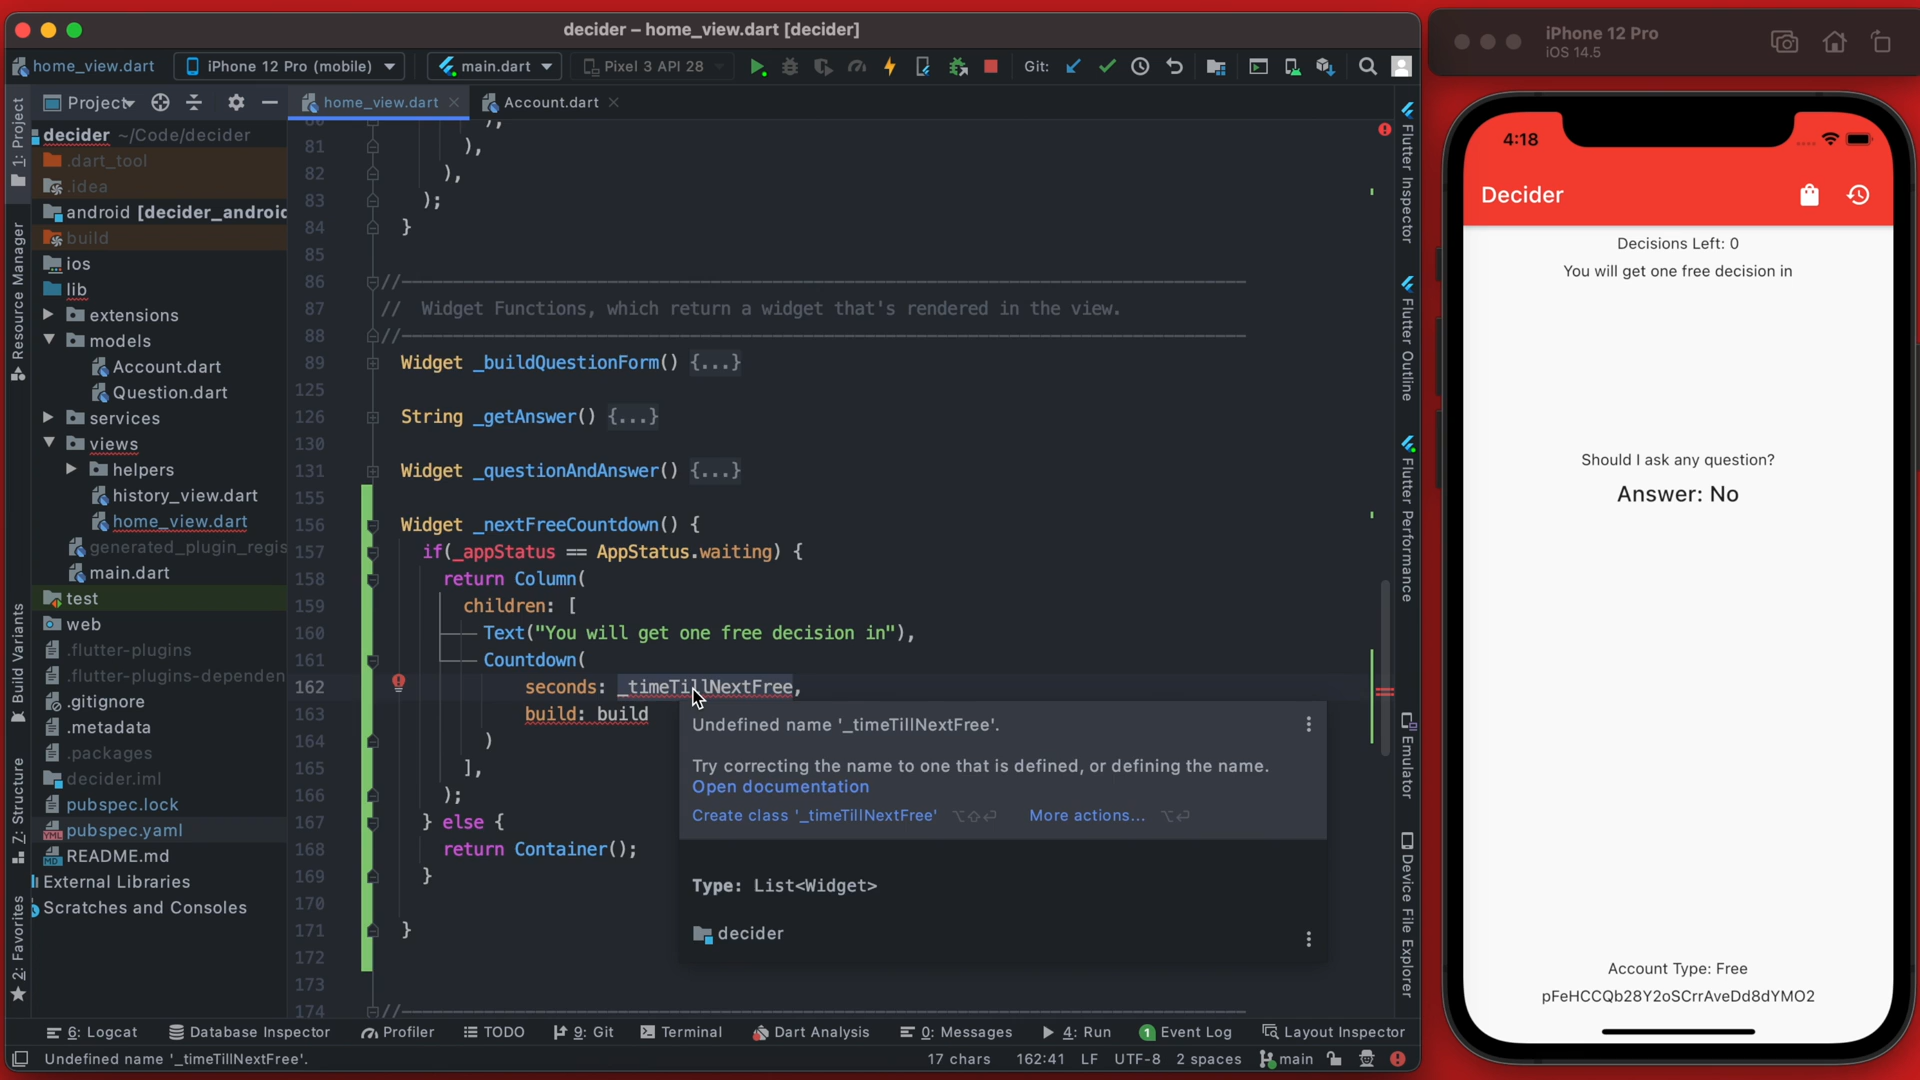 decider – home_view.dart [decider]
home_view.dart
iPhone 12 Pro (mobile)
main.dart
Pixel 3 API 28
Git:
Project
home_view.dart
Account.dart
1: Project
Resource Manager
Build Variants
Z: Structure
2: Favorites
decider ~/Code/decider
.dart_tool
.idea
android [decider_android
build
ios
lib
extensions
models
Account.dart
Question.dart
services
views
helpers
history_view.dart
home_view.dart
generated_plugin_regis
main.dart
test
web
.flutter-plugins
.flutter-plugins-dependen
.gitignore
.metadata
.packages
decider.iml
pubspec.lock
pubspec.yaml
README.md
External Libraries
Scratches and Consoles
80 ),
81 ),
82 ),
83 );
84 }
85
86 //
87 // Widget Functions, which return a widget that's rendered in the view.
88 //
89 Widget _buildQuestionForm() {...}
125
126 String _getAnswer() {...}
130
131 Widget _questionAndAnswer() {...}
155
156 Widget _nextFreeCountdown() {
157 if(_appStatus == AppStatus.waiting) {
158 return Column(
159 children: [
160 Text("You will get one free decision in"),
161 Countdown(
162 seconds: _timeTillNextFree,
163 build: build
164 )
165 ],
166 );
167 } else {
168 return Container();
169 }
170
171 }
172
173
174 //
Undefined name '_timeTillNextFree'.
Try correcting the name to one that is defined, or defining the name.
Open documentation
Create class '_timeTillNextFree' ⌥⇧⏎ More actions... ⌥⏎
Type: List<Widget>
decider
Flutter Inspector
Flutter Outline
Flutter Performance
Emulator
Device File Explorer
6: Logcat
Database Inspector
Profiler
TODO
9: Git
Terminal
Dart Analysis
0: Messages
4: Run
1 Event Log
Layout Inspector
Undefined name '_timeTillNextFree'.
17 chars 162:41 LF UTF-8 2 spaces main
iPhone 12 Pro
iOS 14.5
4:18
Decider
Decisions Left: 0
You will get one free decision in
Should I ask any question?
Answer: No
Account Type: Free
pFeHCCQb28Y2oSCrrAveDd8dYMO2